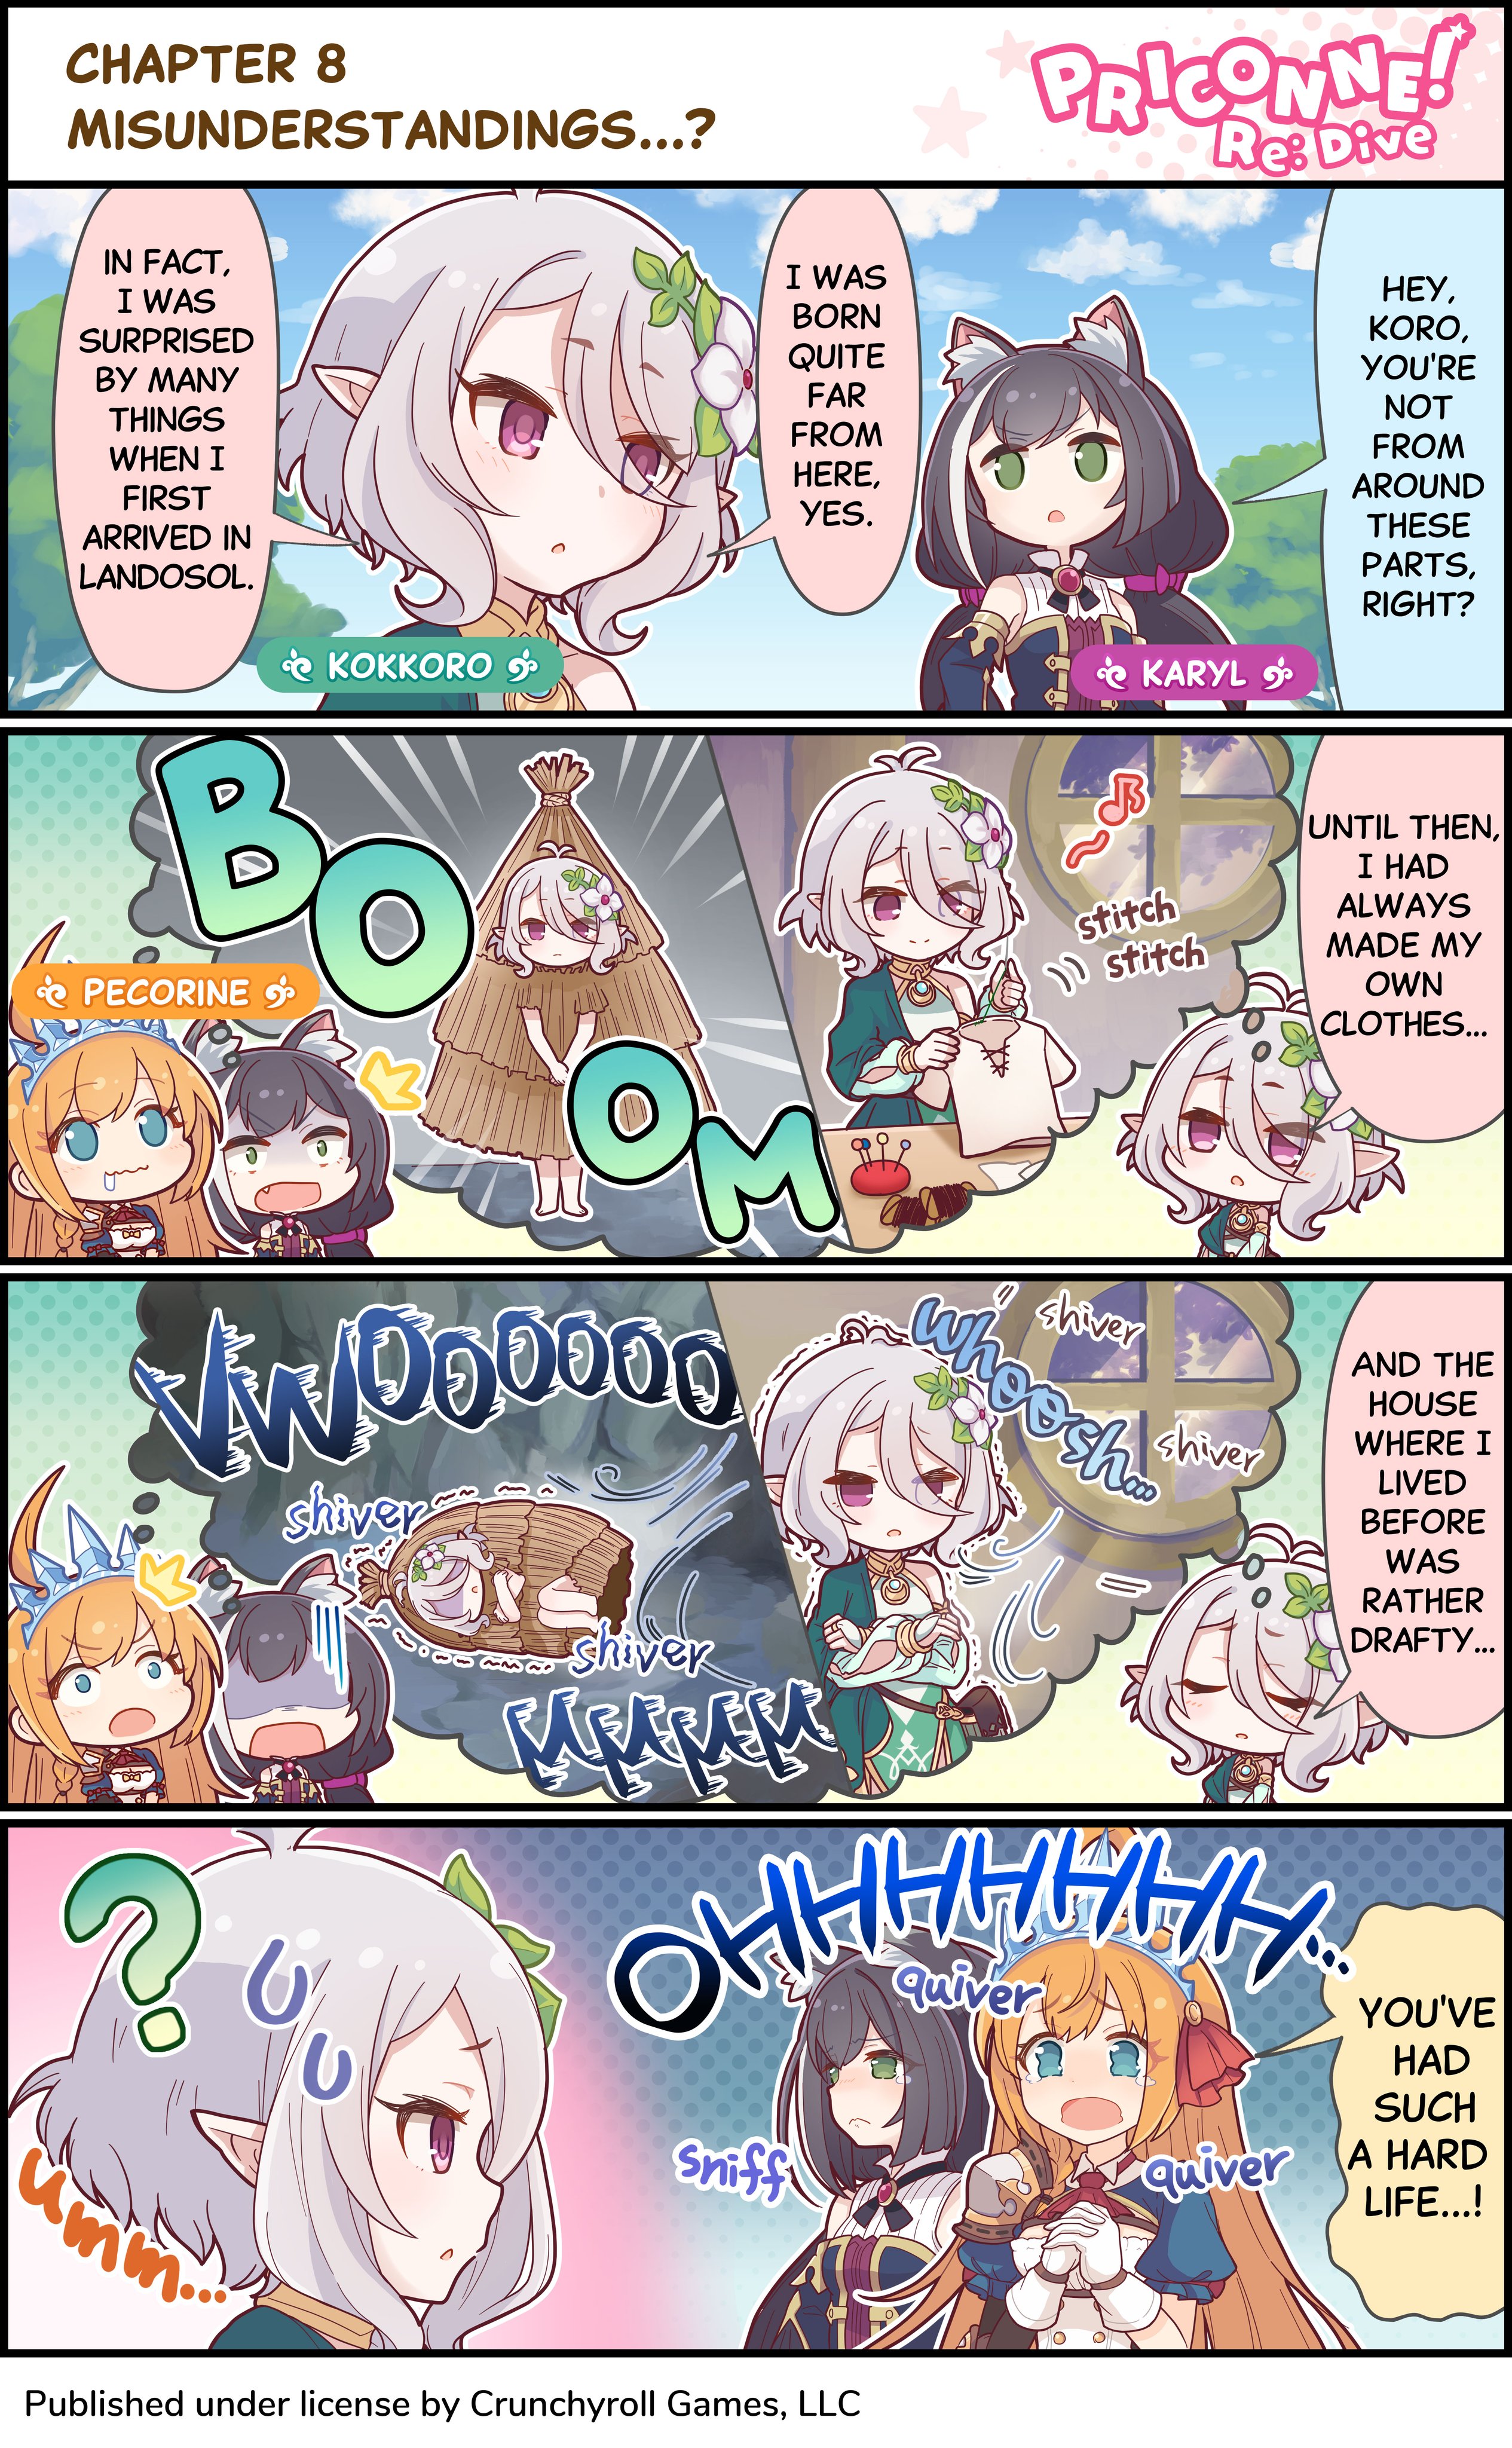 CHAPTER 8
MISUNDERSTANDINGS...?
PRICONNE!
Re: Dive
HEY,
KORO,
YOU'RE
NOT
FROM
AROUND
THESE
PARTS,
RIGHT?
I WAS
BORN
QUITE
FAR
FROM
HERE,
YES.
IN FACT,
I WAS
SURPRISED
BY MANY
THINGS
WHEN I
FIRST
ARRIVED IN
LANDOSOL.
KARYL
KOKKORO
UNTIL THEN,
I HAD
ALWAYS
MADE MY
OWN
CLOTHES...
stitch
stitch
BOOM
PECORINE
AND THE
HOUSE
WHERE I
LIVED
BEFORE
WAS
RATHER
DRAFTY...
shiver
whoosh...
shiver
VWOOOOOO
shiver
shiver
MMMM
YOU'VE
HAD
SUCH
A HARD
LIFE...!
OHHHHHHH...
quiver
quiver
sniff
?
umm...
Published under license by Crunchyroll Games, LLC